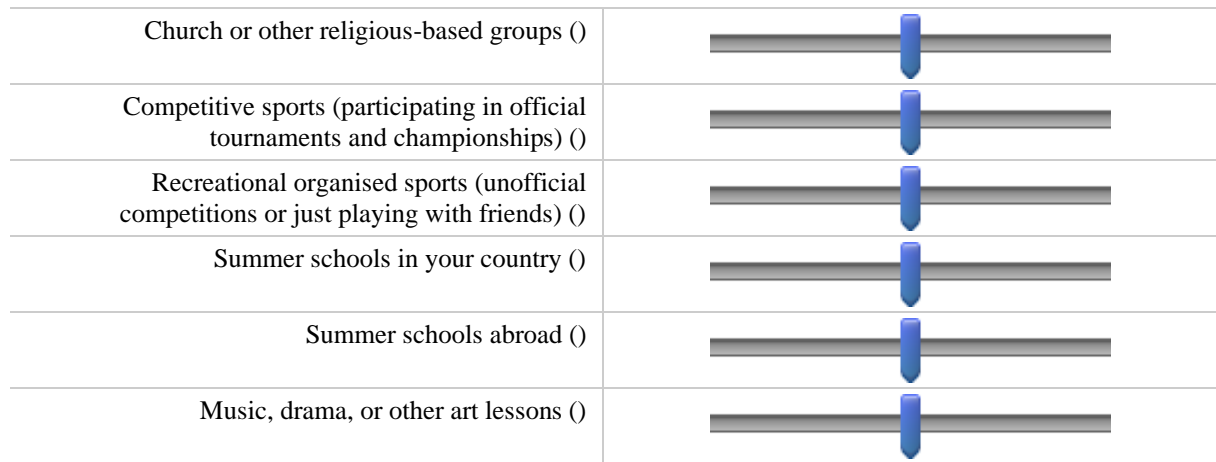 Church or other religious-based groups ()
Competitive sports (participating in official
tournaments and championships) ()
Recreational organised sports (unofficial
competitions or just playing with friends) ()
Summer schools in your country ()
Summer schools abroad ()
Music, drama, or other art lessons ()